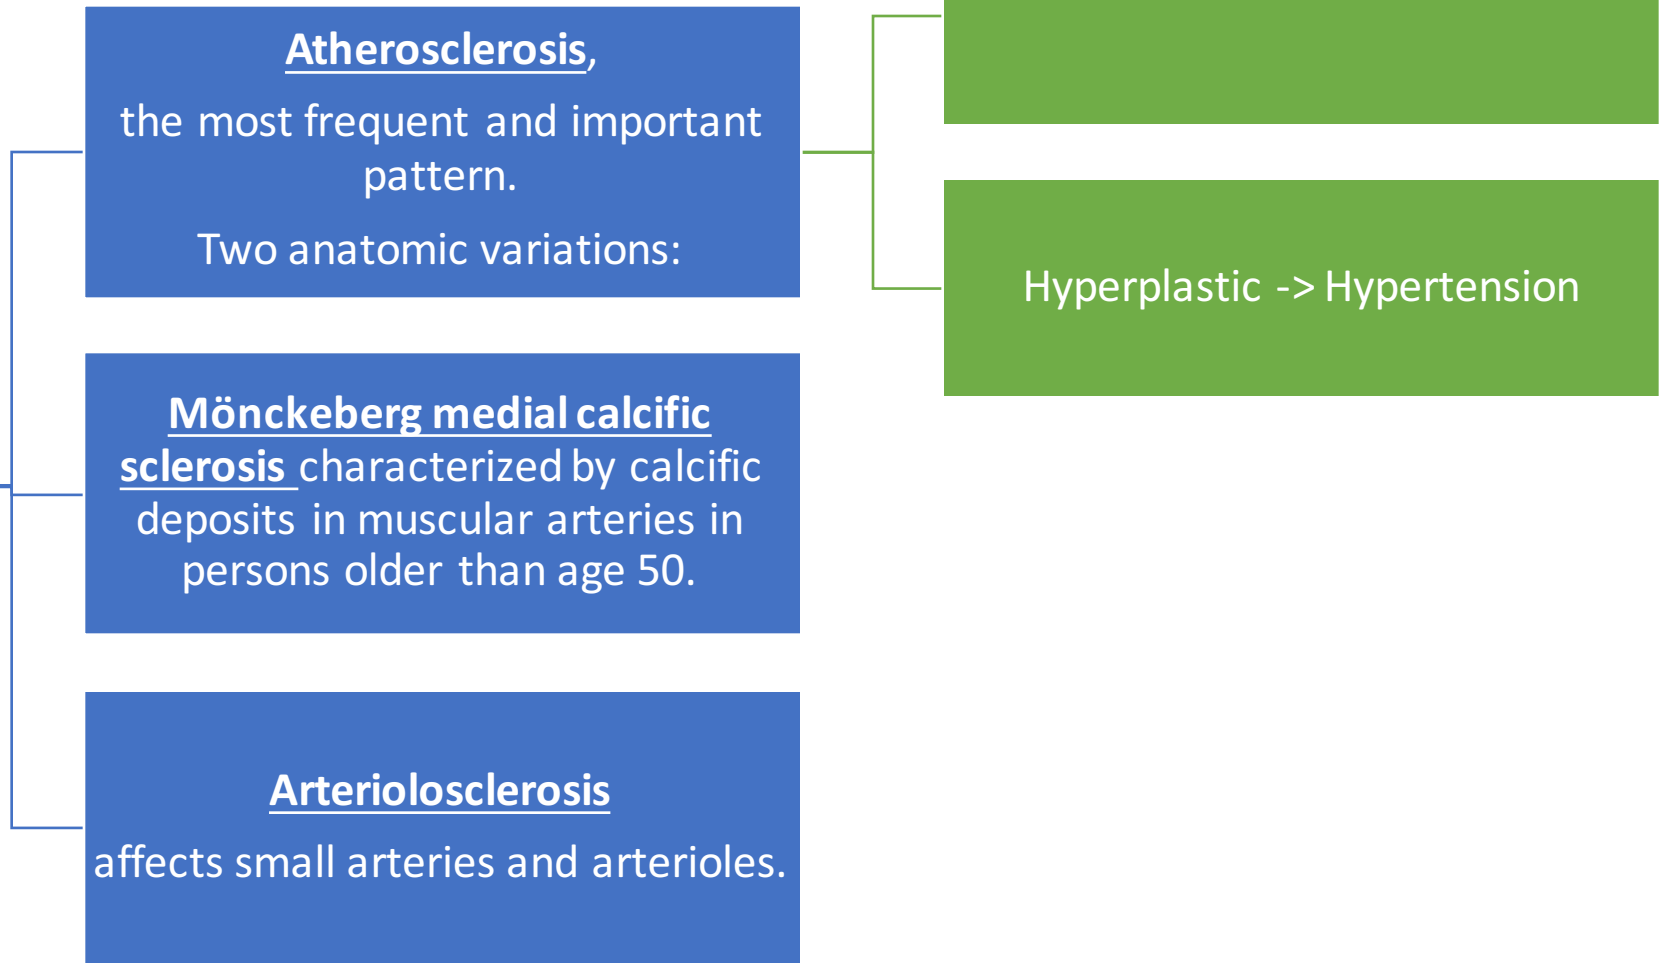 Atherosclerosis,
the most frequent and important
pattern.
Two anatomic variations:
Hyperplastic -> Hypertension
Mönckeberg medial calcific
sclerosis characterized by calcific
deposits in muscular arteries in
persons older than age 50.
Arteriolosclerosis
affects small arteries and arterioles.